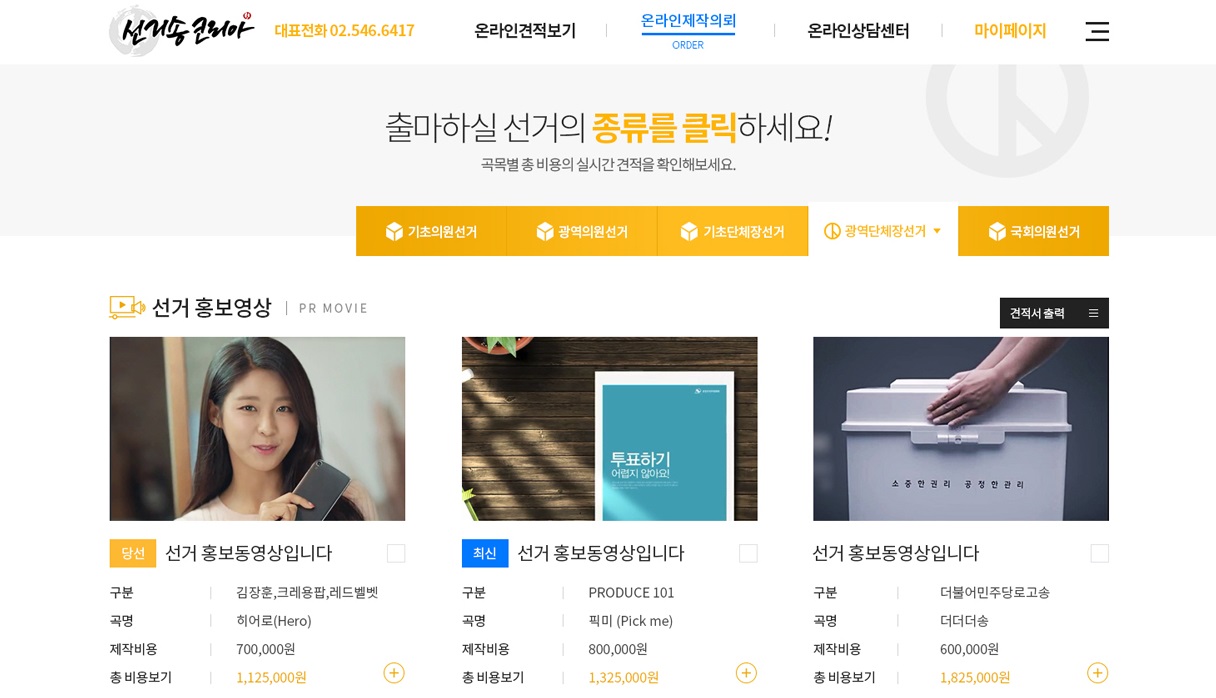 선거송코리아
대표전화 02.546.6417
온라인견적보기
온라인제작의뢰
ORDER
온라인상담센터
마이페이지
출마하실 선거의 종류를 클릭하세요!
곡목별 총 비용의 실시간 견적을 확인해보세요.
기초의원선거
광역의원선거
기초단체장선거
광역단체장선거
국회의원선거
선거 홍보영상
PR MOVIE
견적서 출력
투표하기
어렵지 않아요!
소중한권리 공정한관리
당선 선거 홍보동영상입니다
구분 김장훈,크레용팝,레드벨벳
곡명 히어로(Hero)
제작비용 700,000원
총 비용보기 1,125,000원
최신 선거 홍보동영상입니다
구분 PRODUCE 101
곡명 픽미 (Pick me)
제작비용 800,000원
총 비용보기 1,325,000원
선거 홍보동영상입니다
구분 더불어민주당로고송
곡명 더더더송
제작비용 600,000원
총 비용보기 1,825,000원